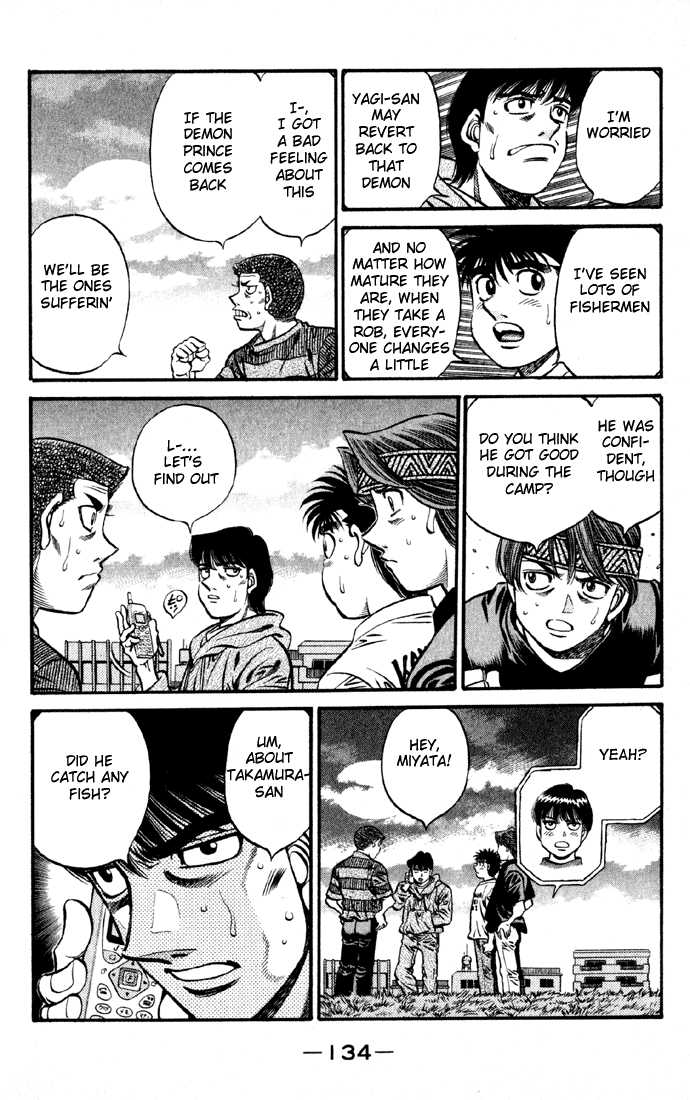 I'M
WORRIED
YAGI-SAN
MAY
REVERT
BACK TO
THAT
DEMON
I-,
I GOT
A BAD
FEELING
ABOUT
THIS
IF THE
DEMON
PRINCE
COMES
BACK
WE'LL BE
THE ONES
SUFFERIN'
I'VE SEEN
LOTS OF
FISHERMEN
AND NO
MATTER HOW
MATURE THEY
ARE, WHEN
THEY TAKE A
ROB, EVERY-
ONE CHANGES
A LITTLE
HE WAS
CONFI-
DENT,
THOUGH
DO YOU THINK
HE GOT GOOD
DURING THE
CAMP?
L-...
LET'S
FIND OUT
YEAH?
HEY,
MIYATA!
UM,
ABOUT
TAKAMURA-
SAN
DID HE
CATCH ANY
FISH?
—134—